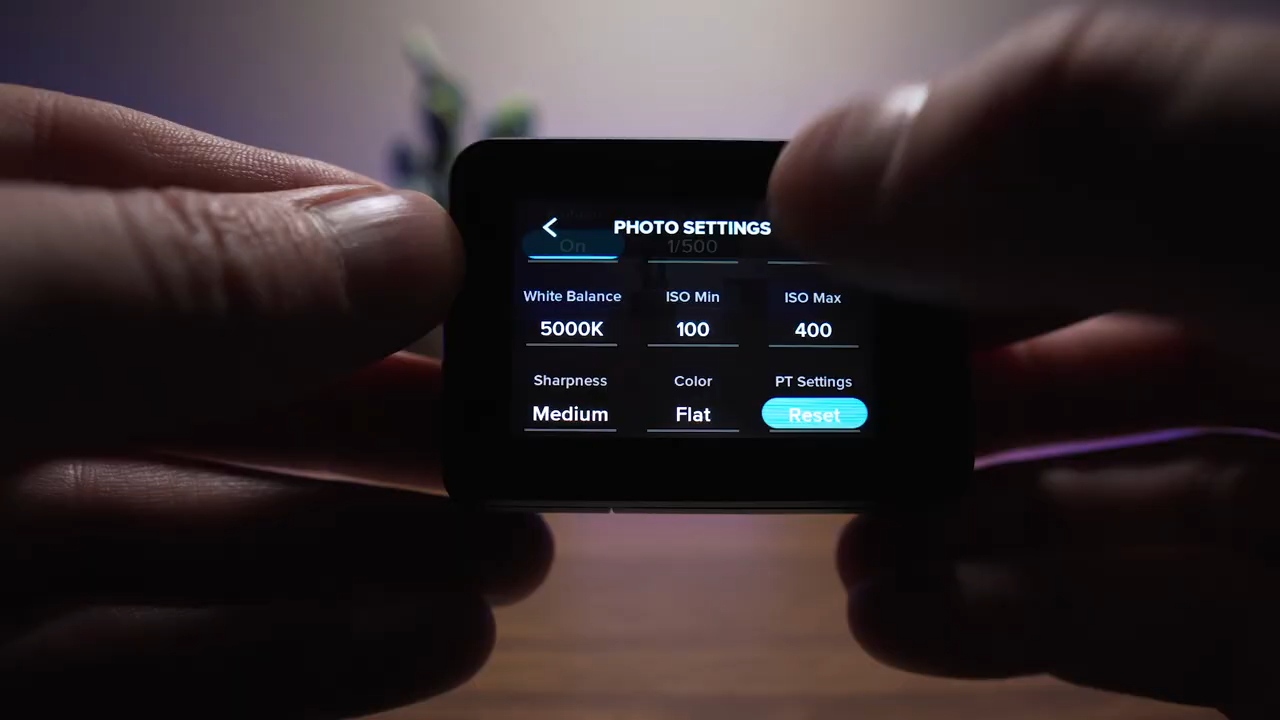 PHOTO SETTINGS
On 1/500
White Balance ISO Min ISO Max
5000K 100 400
Sharpness Color PT Settings
Medium Flat Reset